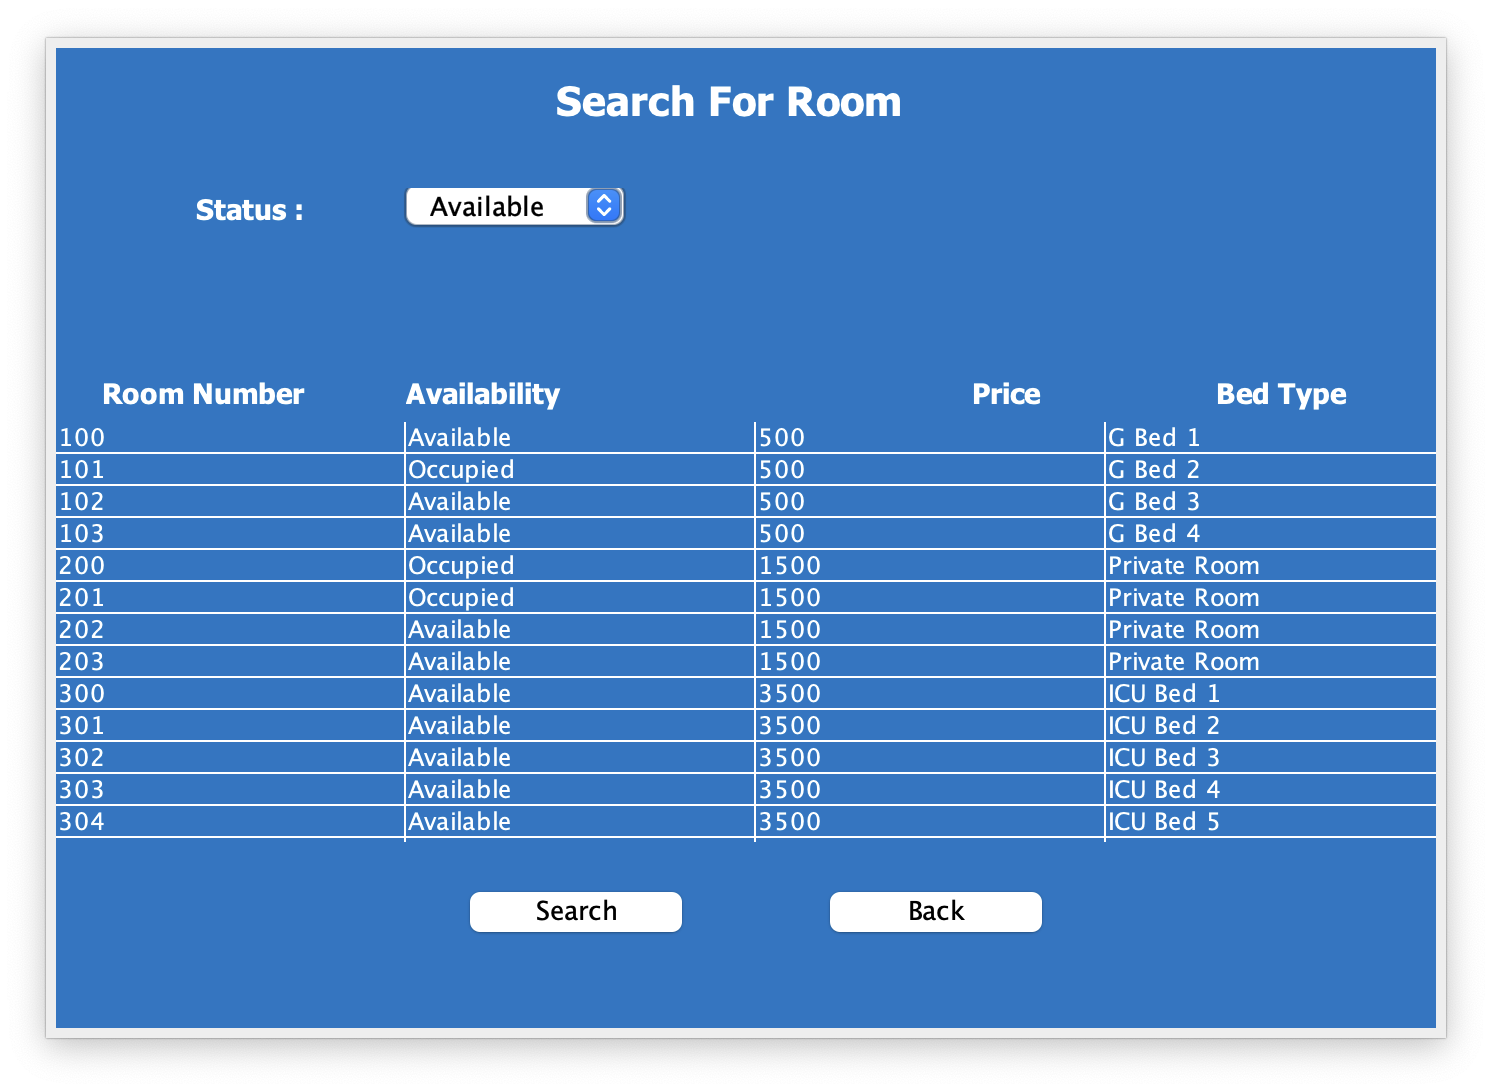 Search For Room
Status : Available
Room Number Availability Price Bed Type
100 Available 500 G Bed 1
101 Occupied 500 G Bed 2
102 Available 500 G Bed 3
103 Available 500 G Bed 4
200 Occupied 1500 Private Room
201 Occupied 1500 Private Room
202 Available 1500 Private Room
203 Available 1500 Private Room
300 Available 3500 ICU Bed 1
301 Available 3500 ICU Bed 2
302 Available 3500 ICU Bed 3
303 Available 3500 ICU Bed 4
304 Available 3500 ICU Bed 5
Search Back